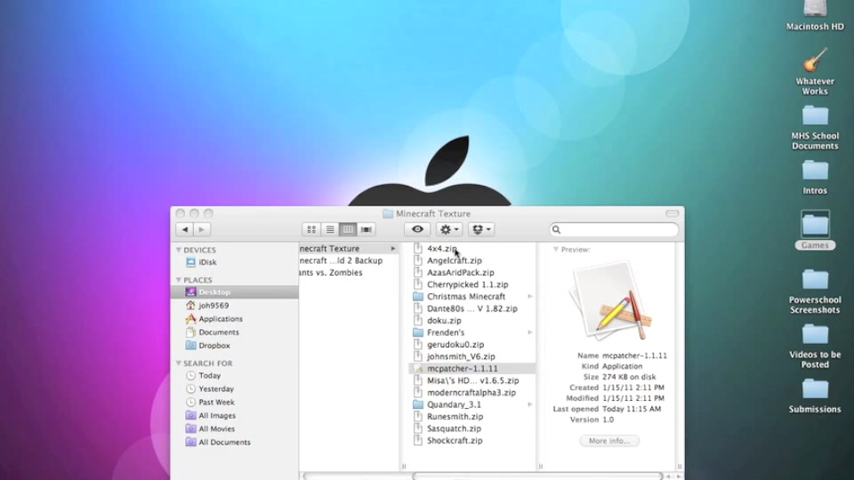 Macintosh HD
Whatever
Works
MHS School
Documents
Intros
Games
Powerschool
Screenshots
Videos to be
Posted
Submissions
Minecraft Texture
DEVICES
iDisk
PLACES
Desktop
joh9569
Applications
Documents
Dropbox
SEARCH FOR
Today
Yesterday
Past Week
All Images
All Movies
All Documents
necraft Texture
necraft ...ld 2 Backup
ants vs. Zombies
4x4.zip
Angelcraft.zip
AzasAridPack.zip
Cherrypicked 1.1.zip
Christmas Minecraft
Dante80s ... V 1.82.zip
doku.zip
Frenden's
gerudoku0.zip
johnsmith_V6.zip
mcpatcher-1.1.11
Misa\'s HD... v1.6.5.zip
moderncraftalpha3.zip
Quandary_3.1
Runesmith.zip
Sasquatch.zip
Shockcraft.zip
Preview:
Name mcpatcher-1.1.11
Kind Application
Size 274 KB on disk
Created 1/15/11 2:11 PM
Modified 1/15/11 2:11 PM
Last opened Today 11:15 AM
Version 1.0
More info...